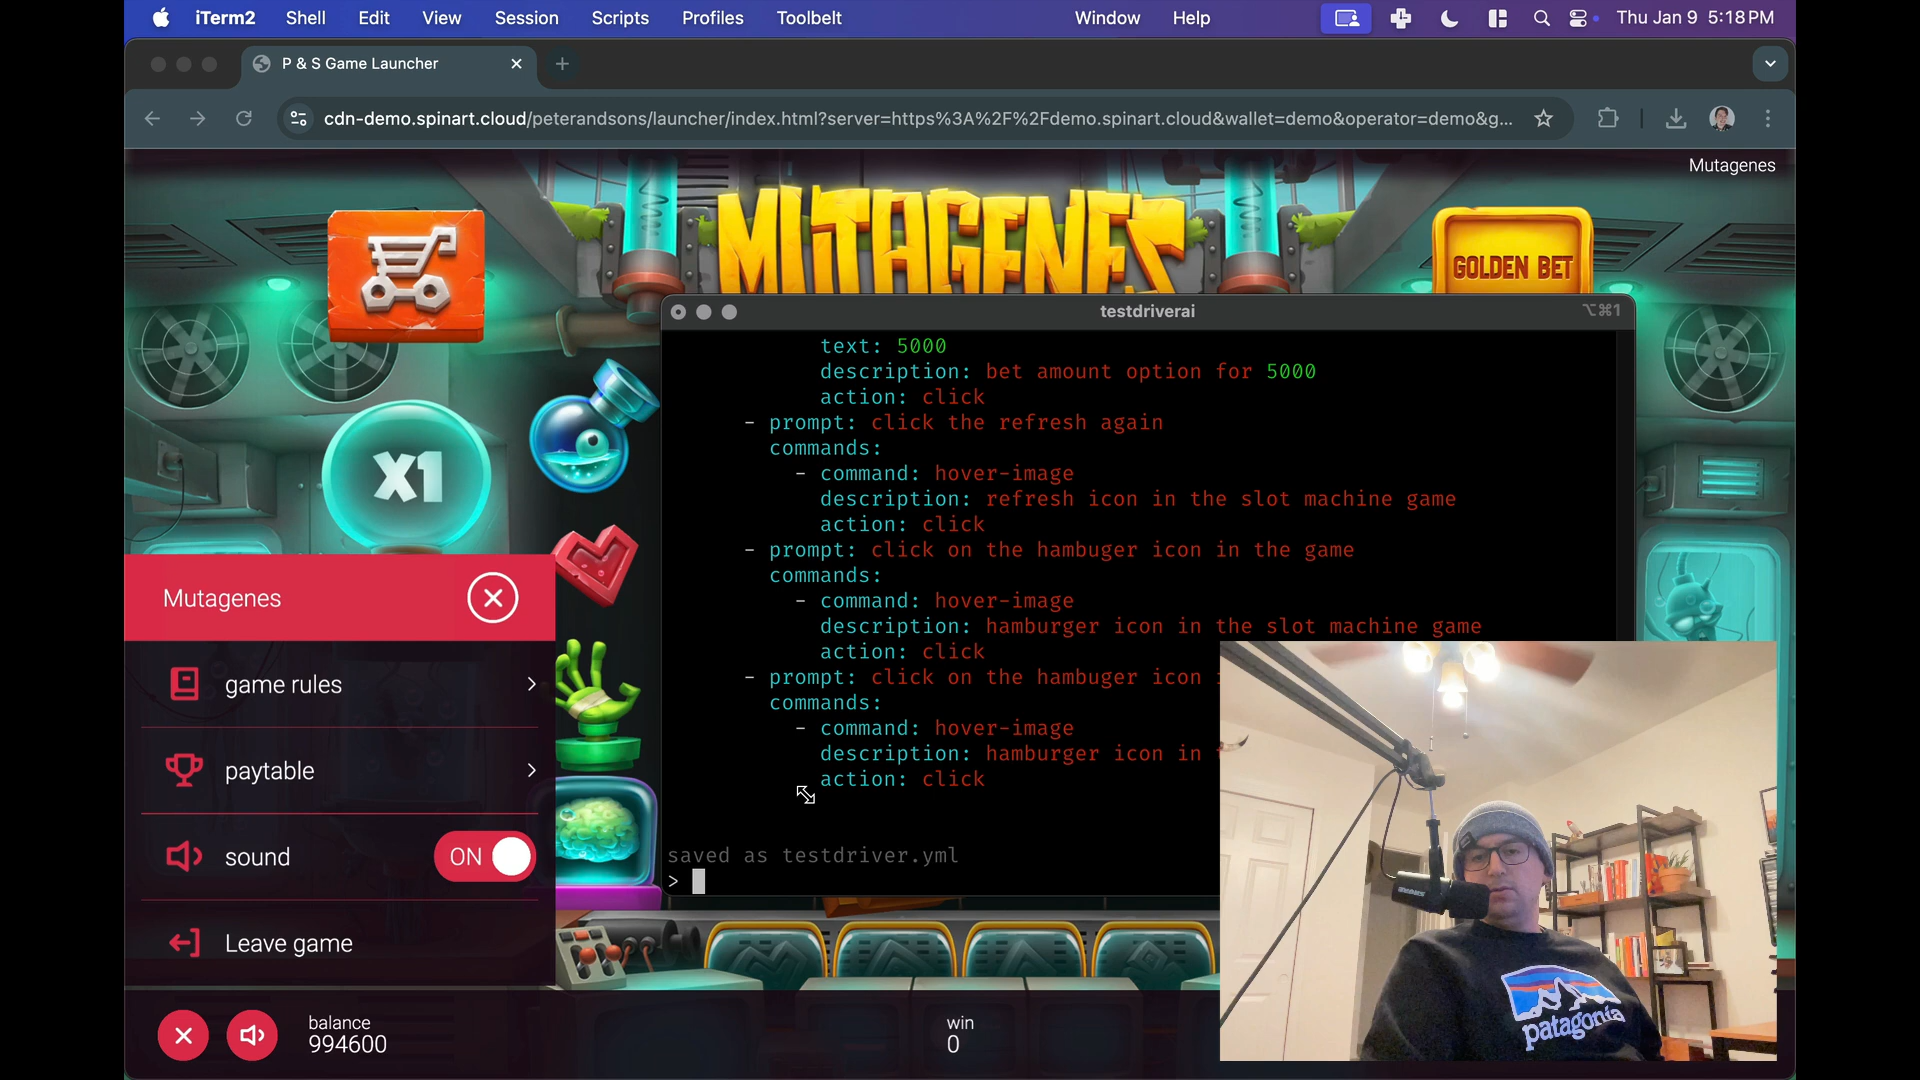 iTerm2 Shell Edit View Session Scripts Profiles Toolbelt Window Help Thu Jan 9 5:18 PM
P & S Game Launcher
cdn-demo.spinart.cloud/peterandsons/launcher/index.html?server=https%3A%2F%2Fdemo.spinart.cloud&wallet=demo&operator=demo&g...
Mutagenes
MUTAGENES
GOLDEN BET
testdriverai
⌥⌘1
text: 5000
description: bet amount option for 5000
action: click
- prompt: click the refresh again
commands:
- command: hover-image
description: refresh icon in the slot machine game
action: click
- prompt: click on the hambuger icon in the game
commands:
- command: hover-image
description: hamburger icon in the slot machine game
action: click
- prompt: click on the hambuger icon
commands:
- command: hover-image
description: hamburger icon in
action: click
saved as testdriver.yml
>
X1
Mutagenes
game rules
paytable
sound ON
Leave game
balance
994600
win
0
patagonia